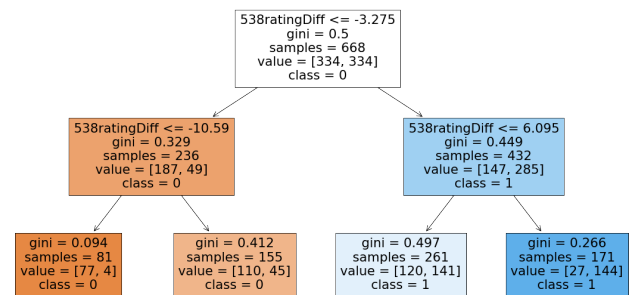 538ratingDiff <= -3.275
gini = 0.5
samples = 668
value = [334, 334]
class = 0
538ratingDiff <= -10.59
gini = 0.329
samples = 236
value = [187, 49]
class = 0
538ratingDiff <= 6.095
gini = 0.449
samples = 432
value = [147, 285]
class = 1
gini = 0.094
samples = 81
value = [77, 4]
class = 0
gini = 0.412
samples = 155
value = [110, 45]
class = 0
gini = 0.497
samples = 261
value = [120, 141]
class = 1
gini = 0.266
samples = 171
value = [27, 144]
class = 1